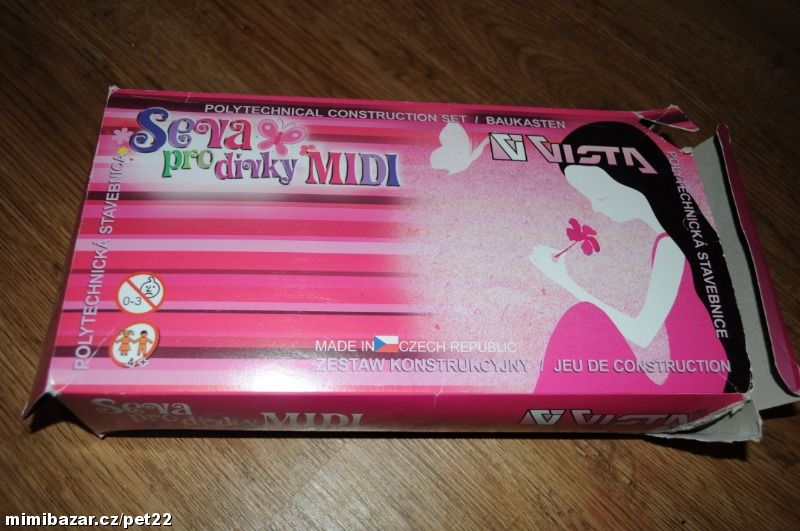 POLYTECHNICAL CONSTRUCTION SET / BAUKASTEN
Seva
pro dívky MIDI
VISTA
POLYTECHNICKÁ STAVEBNICA
POLYTECHNICKÁ STAVEBNICE
0-3
4+
MADE IN CZECH REPUBLIC
ZESTAW KONSTRUKCYJNY / JEU DE CONSTRUCTION
Seva
pro dívky MIDI
VISTA
mimibazar.cz/pet22